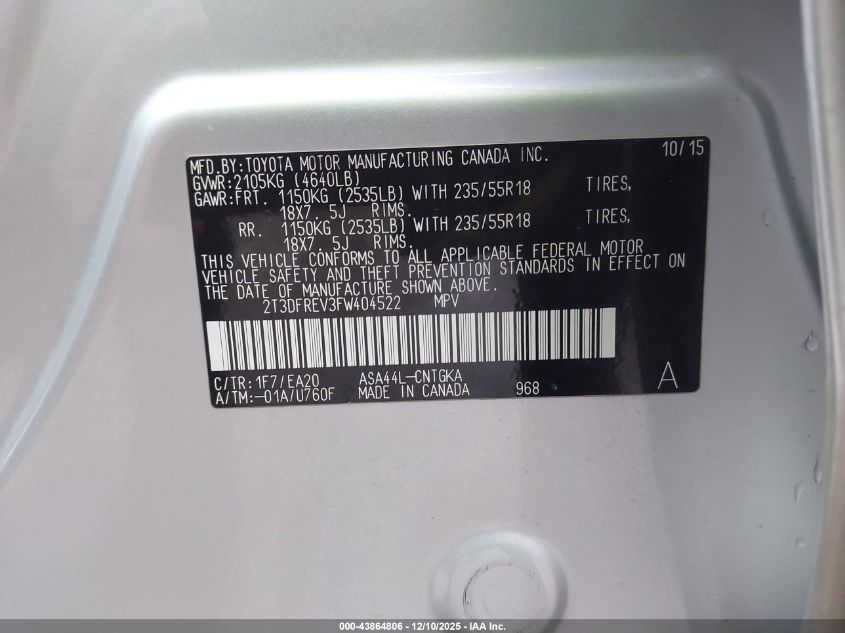 MFD.BY:TOYOTA MOTOR MANUFACTURING CANADA INC. 10/15
GVWR:2105KG (4640LB)
GAWR:FRT. 1150KG (2535LB) WITH 235/55R18 TIRES,
18X7. 5J RIMS.
RR. 1150KG (2535LB) WITH 235/55R18 TIRES,
18X7. 5J RIMS.
THIS VEHICLE CONFORMS TO ALL APPLICABLE FEDERAL MOTOR
VEHICLE SAFETY AND THEFT PREVENTION STANDARDS IN EFFECT ON
THE DATE OF MANUFACTURE SHOWN ABOVE.
2T3DFREV3FW404522 MPV
C/TR:1F7/EA20 ASA44L-CNTGKA
A/TM:-01A/U760F MADE IN CANADA 968 A
000-43864806 - 12/10/2025 - IAA Inc.